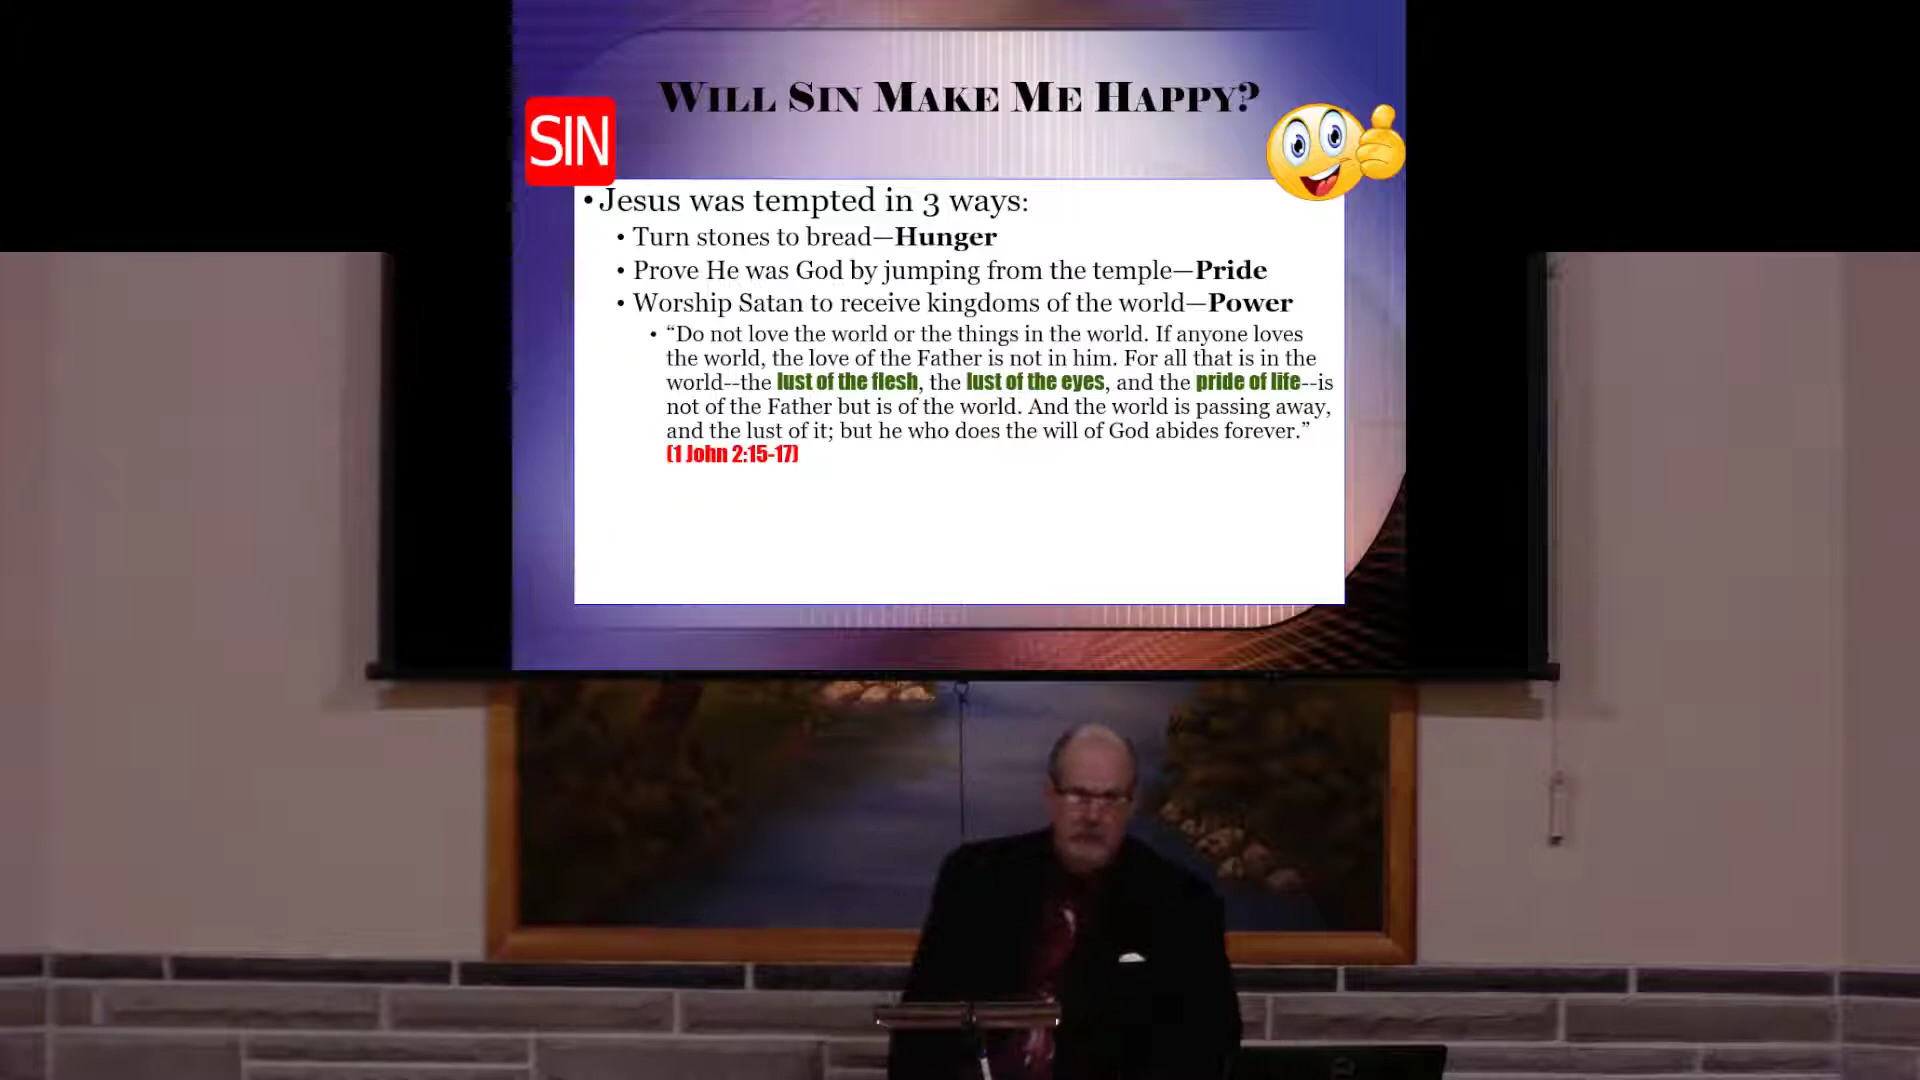 WILL SIN MAKE ME HAPPY?
SIN
• Jesus was tempted in 3 ways:
• Turn stones to bread—Hunger
• Prove He was God by jumping from the temple—Pride
• Worship Satan to receive kingdoms of the world—Power
• “Do not love the world or the things in the world. If anyone loves
the world, the love of the Father is not in him. For all that is in the
world--the lust of the flesh, the lust of the eyes, and the pride of life--is
not of the Father but is of the world. And the world is passing away,
and the lust of it; but he who does the will of God abides forever.”
(1 John 2:15-17)